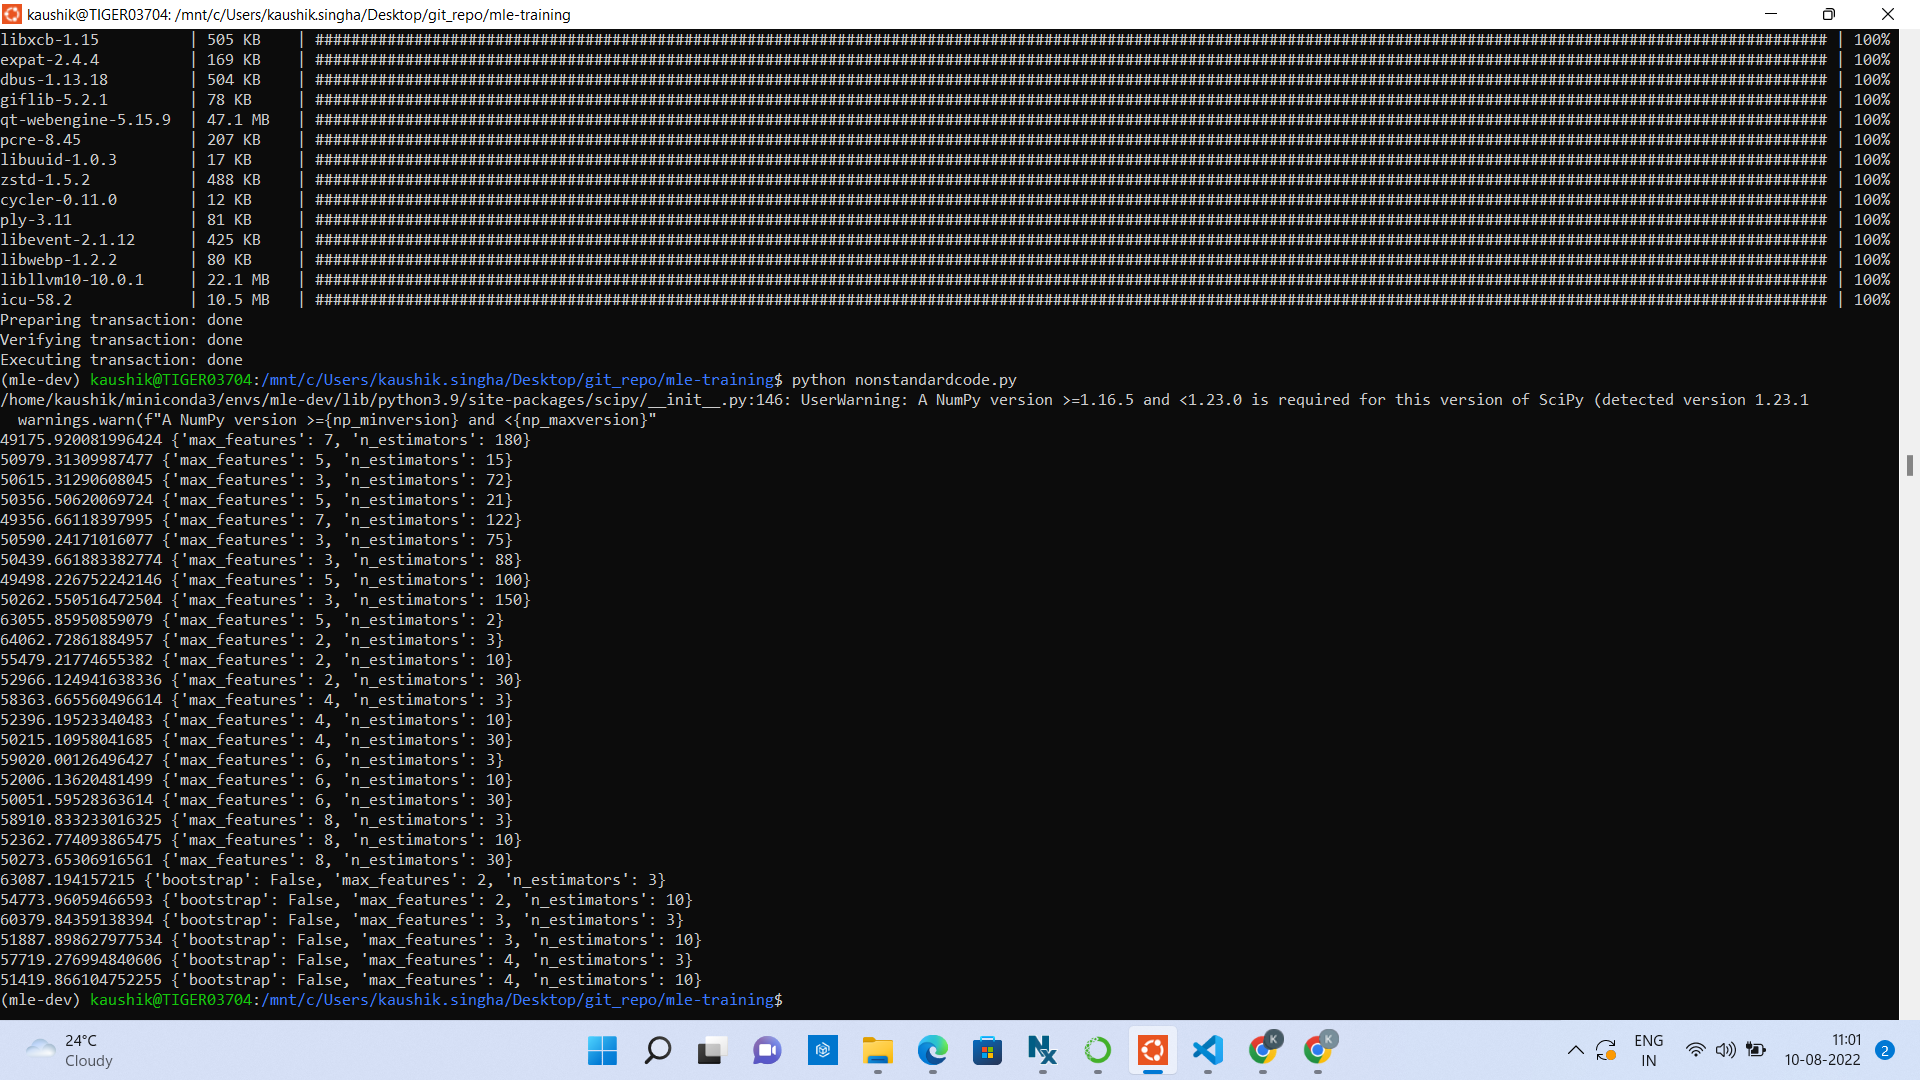 kaushik@TIGER03704: /mnt/c/Users/kaushik.singha/Desktop/git_repo/mle-training
libxcb-1.15 | 505 KB | ######################################################################################################################################################################## | 100%
expat-2.4.4 | 169 KB | ######################################################################################################################################################################## | 100%
dbus-1.13.18 | 504 KB | ######################################################################################################################################################################## | 100%
giflib-5.2.1 | 78 KB | ######################################################################################################################################################################## | 100%
qt-webengine-5.15.9 | 47.1 MB | ######################################################################################################################################################################## | 100%
pcre-8.45 | 207 KB | ######################################################################################################################################################################## | 100%
libuuid-1.0.3 | 17 KB | ######################################################################################################################################################################## | 100%
zstd-1.5.2 | 488 KB | ######################################################################################################################################################################## | 100%
cycler-0.11.0 | 12 KB | ######################################################################################################################################################################## | 100%
ply-3.11 | 81 KB | ######################################################################################################################################################################## | 100%
libevent-2.1.12 | 425 KB | ######################################################################################################################################################################## | 100%
libwebp-1.2.2 | 80 KB | ######################################################################################################################################################################## | 100%
libllvm10-10.0.1 | 22.1 MB | ######################################################################################################################################################################## | 100%
icu-58.2 | 10.5 MB | ######################################################################################################################################################################## | 100%
Preparing transaction: done
Verifying transaction: done
Executing transaction: done
(mle-dev) kaushik@TIGER03704:/mnt/c/Users/kaushik.singha/Desktop/git_repo/mle-training$ python nonstandardcode.py
/home/kaushik/miniconda3/envs/mle-dev/lib/python3.9/site-packages/scipy/__init__.py:146: UserWarning: A NumPy version >=1.16.5 and <1.23.0 is required for this version of SciPy (detected version 1.23.1
  warnings.warn(f"A NumPy version >={np_minversion} and <{np_maxversion}"
49175.920081996424 {'max_features': 7, 'n_estimators': 180}
50979.31309987477 {'max_features': 5, 'n_estimators': 15}
50615.31290608045 {'max_features': 3, 'n_estimators': 72}
50356.50620069724 {'max_features': 5, 'n_estimators': 21}
49356.66118397995 {'max_features': 7, 'n_estimators': 122}
50590.24171016077 {'max_features': 3, 'n_estimators': 75}
50439.661883382774 {'max_features': 3, 'n_estimators': 88}
49498.226752242146 {'max_features': 5, 'n_estimators': 100}
50262.550516472504 {'max_features': 3, 'n_estimators': 150}
63055.85950859079 {'max_features': 5, 'n_estimators': 2}
64062.72861884957 {'max_features': 2, 'n_estimators': 3}
55479.21774655382 {'max_features': 2, 'n_estimators': 10}
52966.124941638336 {'max_features': 2, 'n_estimators': 30}
58363.665560496614 {'max_features': 4, 'n_estimators': 3}
52396.19523340483 {'max_features': 4, 'n_estimators': 10}
50215.10958041685 {'max_features': 4, 'n_estimators': 30}
59020.00126496427 {'max_features': 6, 'n_estimators': 3}
52006.13620481499 {'max_features': 6, 'n_estimators': 10}
50051.59528363614 {'max_features': 6, 'n_estimators': 30}
58910.833233016325 {'max_features': 8, 'n_estimators': 3}
52362.774093865475 {'max_features': 8, 'n_estimators': 10}
50273.65306916561 {'max_features': 8, 'n_estimators': 30}
63087.194157215 {'bootstrap': False, 'max_features': 2, 'n_estimators': 3}
54773.96059466593 {'bootstrap': False, 'max_features': 2, 'n_estimators': 10}
60379.84359138394 {'bootstrap': False, 'max_features': 3, 'n_estimators': 3}
51887.898627977534 {'bootstrap': False, 'max_features': 3, 'n_estimators': 10}
57719.276994840606 {'bootstrap': False, 'max_features': 4, 'n_estimators': 3}
51419.866104752255 {'bootstrap': False, 'max_features': 4, 'n_estimators': 10}
(mle-dev) kaushik@TIGER03704:/mnt/c/Users/kaushik.singha/Desktop/git_repo/mle-training$
24°C
Cloudy
K
K
ENG
IN
11:01
10-08-2022
2